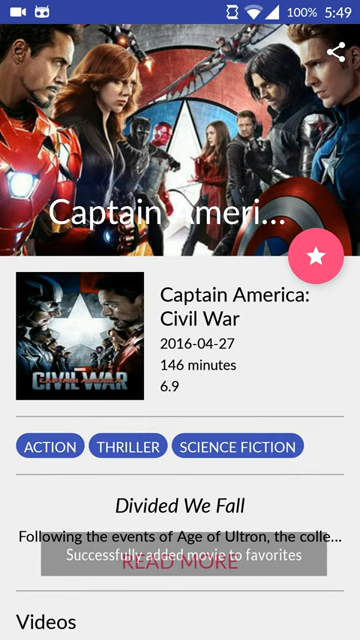 100% 5:49
Captain Ameri...
Captain America:
Civil War
2016-04-27
146 minutes
6.9
CIVIL WAR
CAPTAIN AMERICA
ACTION THRILLER SCIENCE FICTION
Divided We Fall
Following the events of Age of Ultron, the colle...
READ MORE
Successfully added movie to favorites
Videos